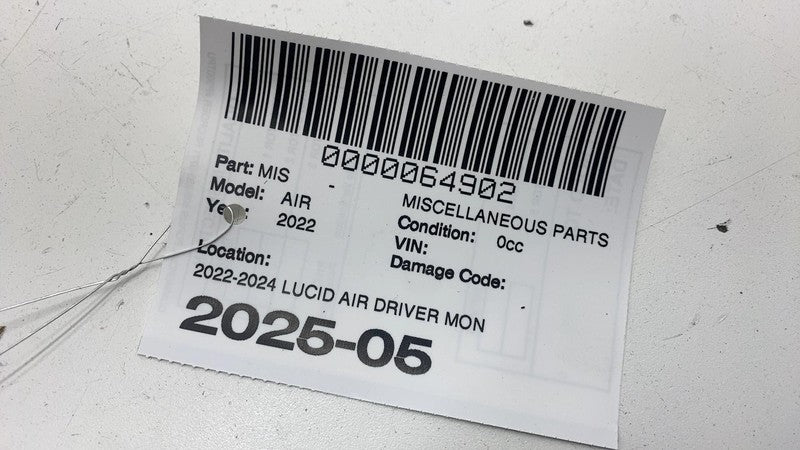 0000064902
Part: MIS MISCELLANEOUS PARTS
Model: AIR Condition: 0cc
2022 VIN:
Location: Damage Code:
2022-2024 LUCID AIR DRIVER MON
2025-05